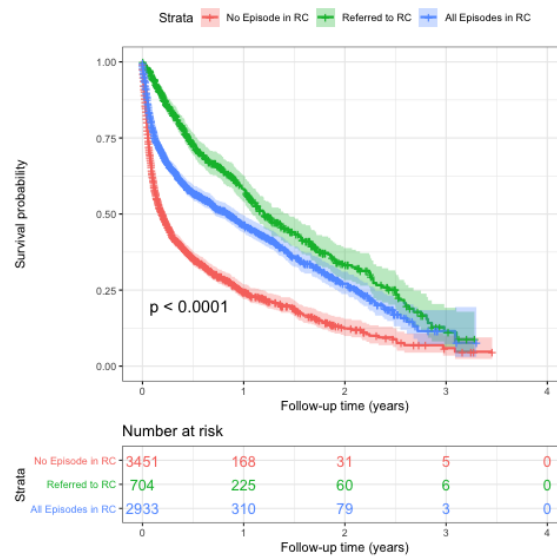 Strata No Episode in RC Referred to RC All Episodes in RC
1.00
0.75
0.50
0.25
0.00
Survival probability
p < 0.0001
0 1 2 3 4
Follow-up time (years)
Number at risk
Strata
No Episode in RC 3451 168 31 5 0
Referred to RC 704 225 60 6 0
All Episodes in RC 2933 310 79 3 0
0 1 2 3 4
Follow-up time (years)